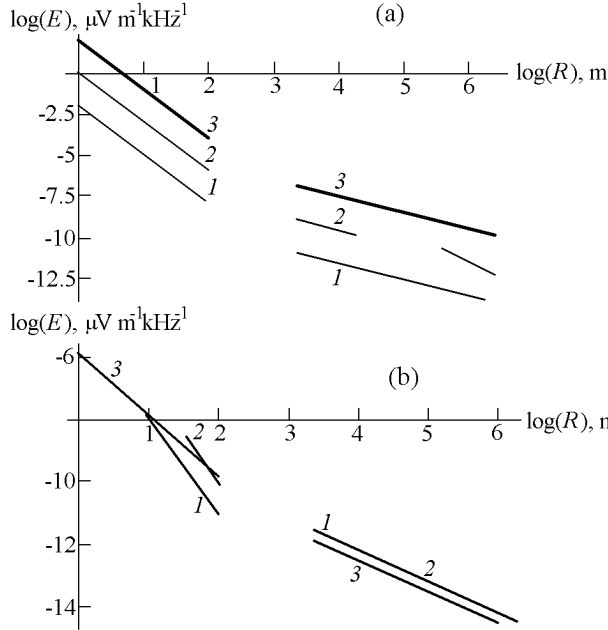 log(E), μV m⁻¹kHz⁻¹
(a)
1 2 3 4 5 6
log(R), m
-2.5
3
-5
2
-7.5
3
1
2
-10
1
-12.5
log(E), μV m⁻¹kHz⁻¹
-6
3
(b)
1 2 2 3 4 5 6
log(R), m
-10
1
1
-12
2
3
-14